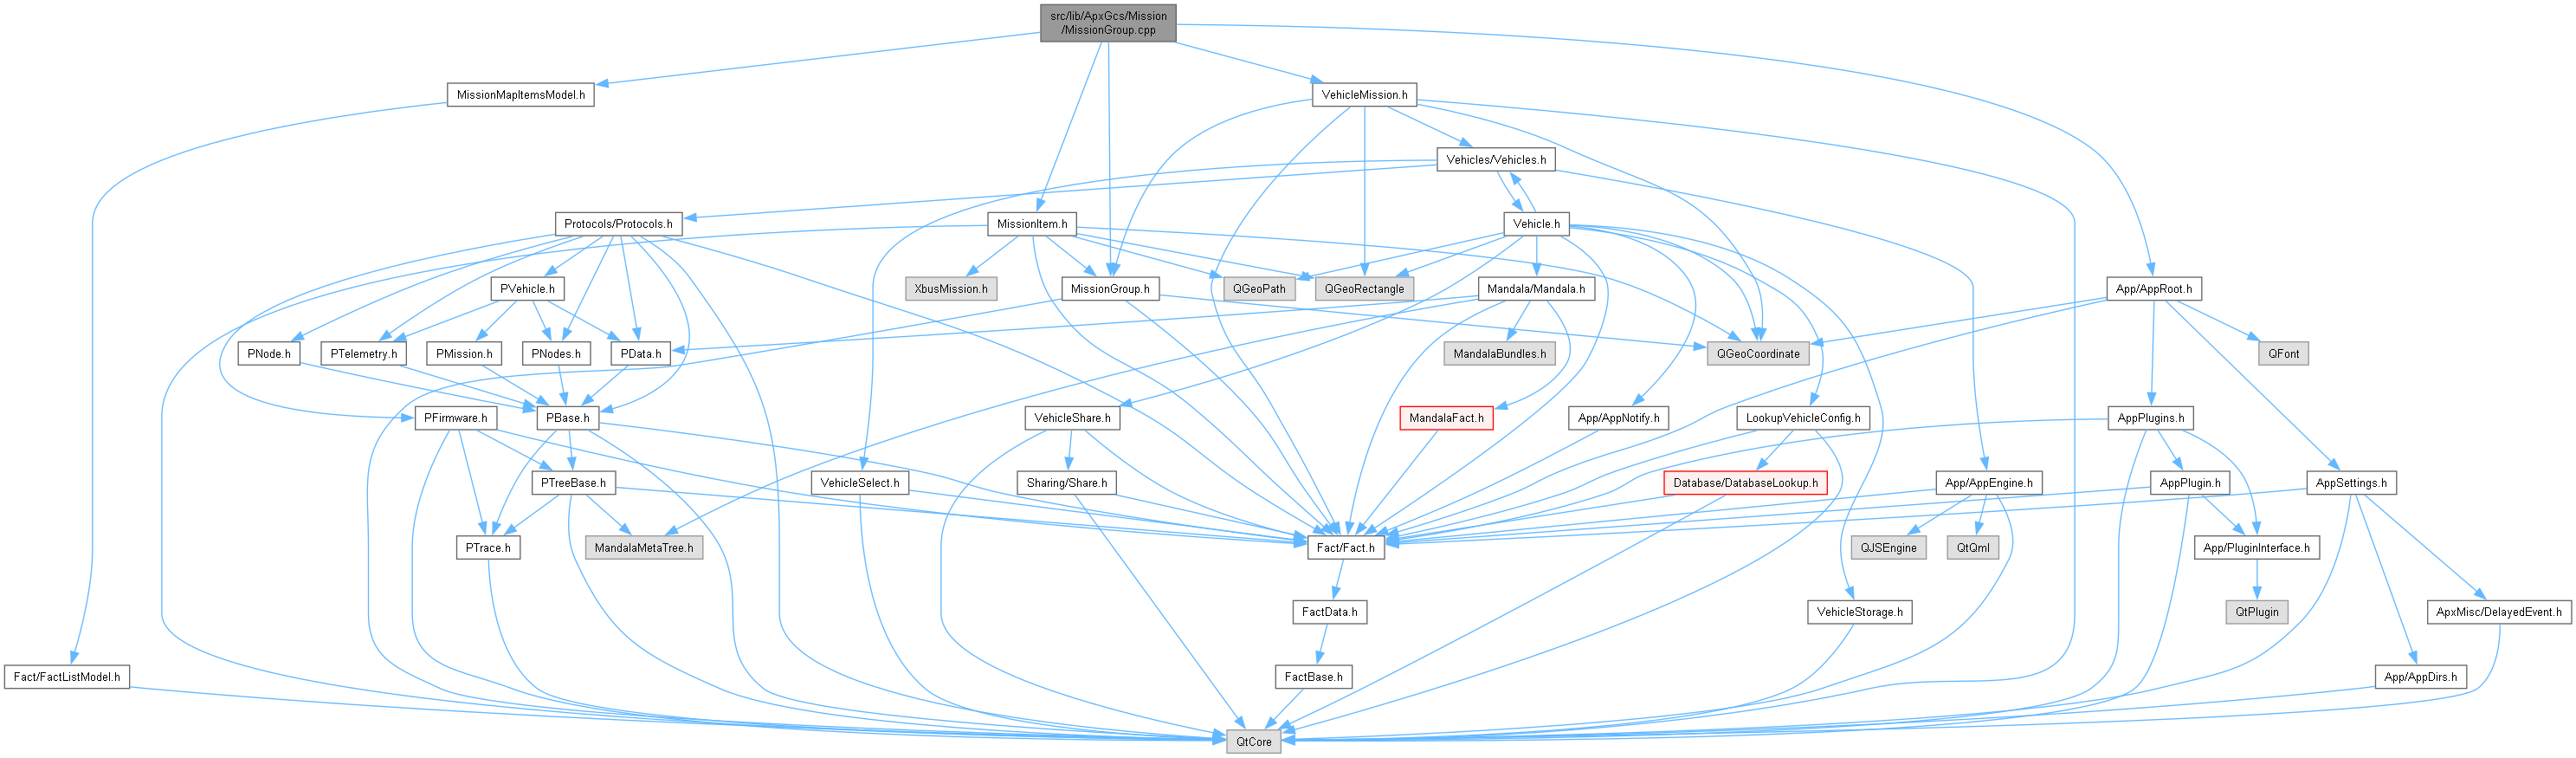 src/lib/ApxGcs/Mission
/MissionGroup.cpp
MissionMapItemsModel.h
VehicleMission.h
Vehicles/Vehicles.h
Protocols/Protocols.h
MissionItem.h
Vehicle.h
PVehicle.h
XbusMission.h
MissionGroup.h
QGeoPath
QGeoRectangle
Mandala/Mandala.h
App/AppRoot.h
PNode.h
PTelemetry.h
PMission.h
PNodes.h
PData.h
MandalaBundles.h
QGeoCoordinate
QFont
PFirmware.h
PBase.h
VehicleShare.h
MandalaFact.h
App/AppNotify.h
LookupVehicleConfig.h
AppPlugins.h
PTreeBase.h
VehicleSelect.h
Sharing/Share.h
Database/DatabaseLookup.h
App/AppEngine.h
AppPlugin.h
AppSettings.h
PTrace.h
MandalaMetaTree.h
Fact/Fact.h
QJSEngine
QtQml
App/PluginInterface.h
FactData.h
VehicleStorage.h
QtPlugin
ApxMisc/DelayedEvent.h
Fact/FactListModel.h
FactBase.h
App/AppDirs.h
QtCore